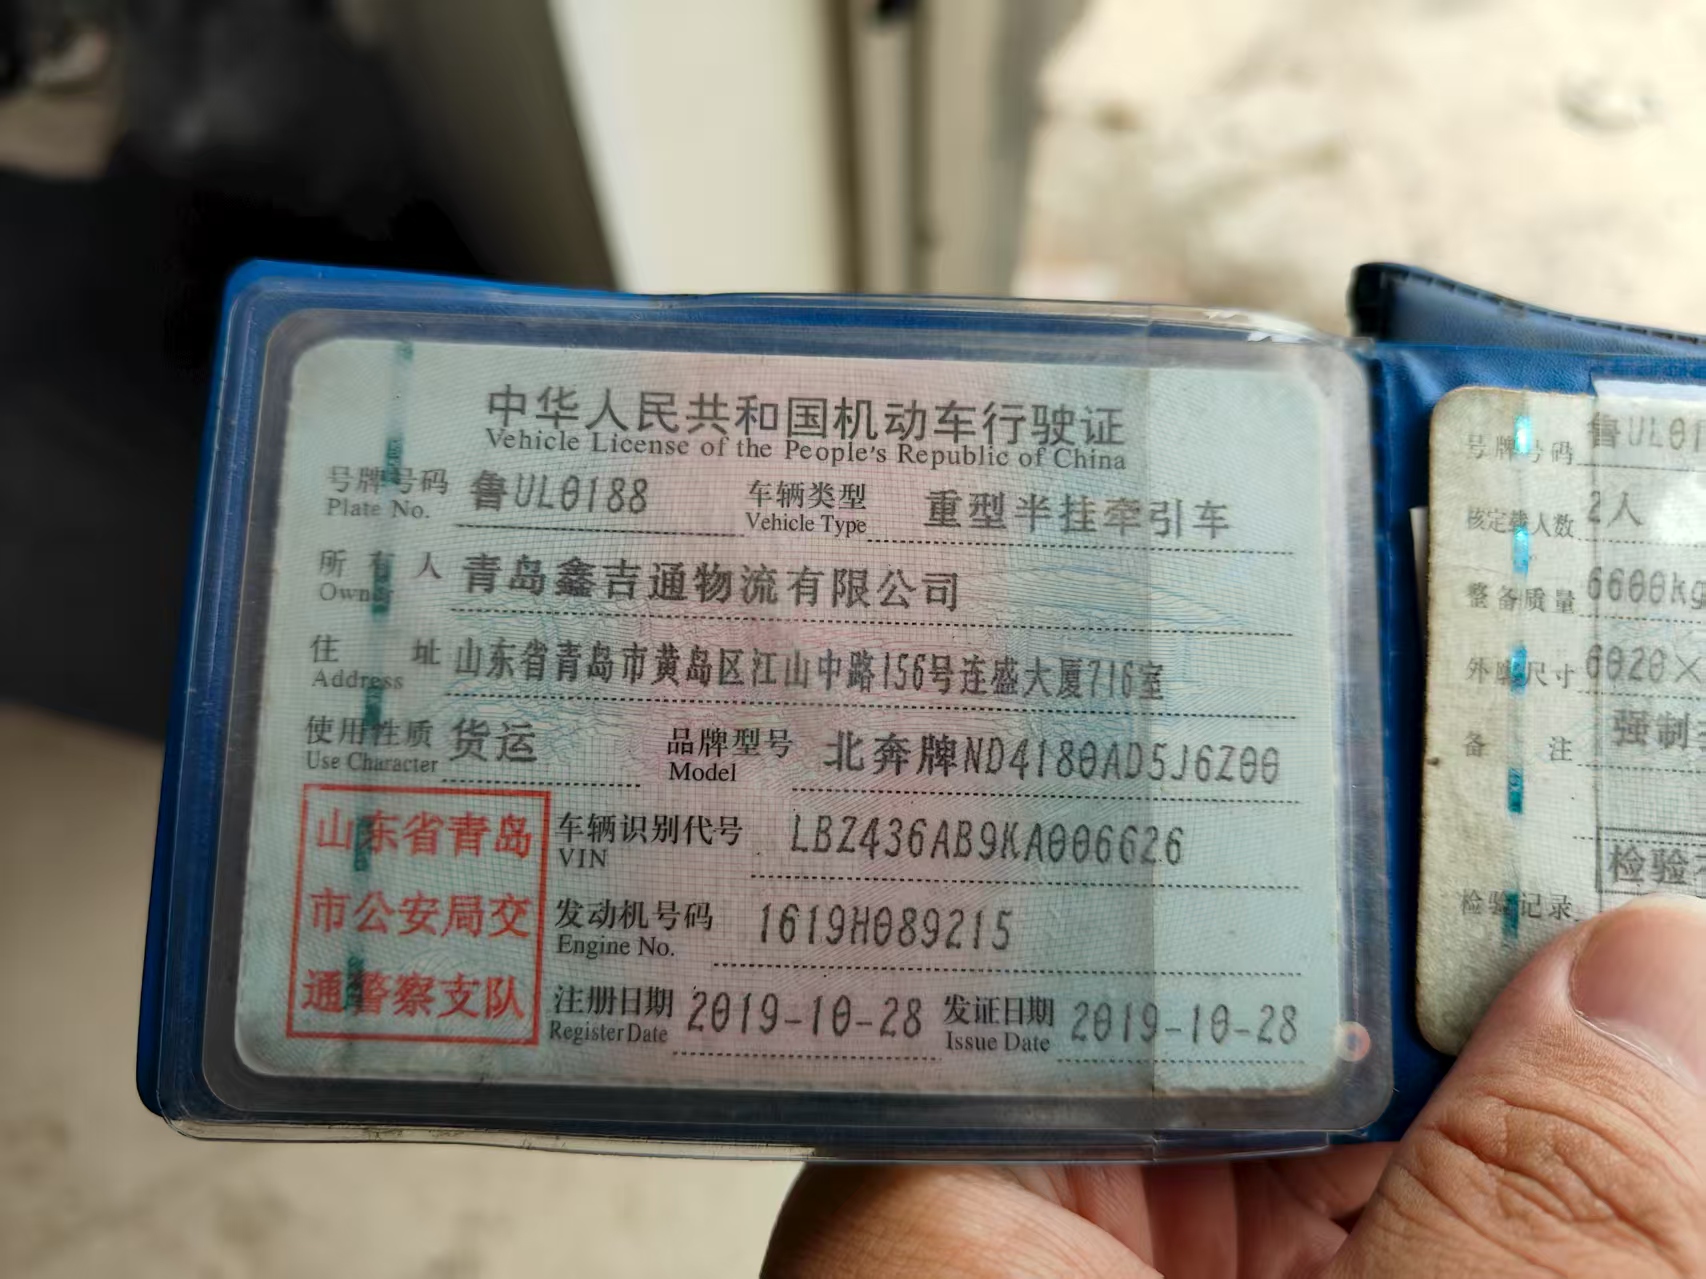 中华人民共和国机动车行驶证
Vehicle License of the People's Republic of China
号牌号码 鲁UL0188 车辆类型 重型半挂牵引车
Plate No. Vehicle Type
所有人 青岛鑫吉通物流有限公司
Owner
住址 山东省青岛市黄岛区江山中路156号连盛大厦716室
Address
使用性质 货运 品牌型号 北奔牌ND4180AD5J6Z00
Use Character Model
山东省青岛
市公安局交
通警察支队
车辆识别代号 LBZ436AB9KA006626
VIN
发动机号码 1619H089215
Engine No.
注册日期 2019-10-28 发证日期 2019-10-28
Register Date Issue Date
号牌号码 鲁UL01
核定载人数 2人
整备质量 6600kg
外廓尺寸 6020×
备注 强制
检验
检验记录